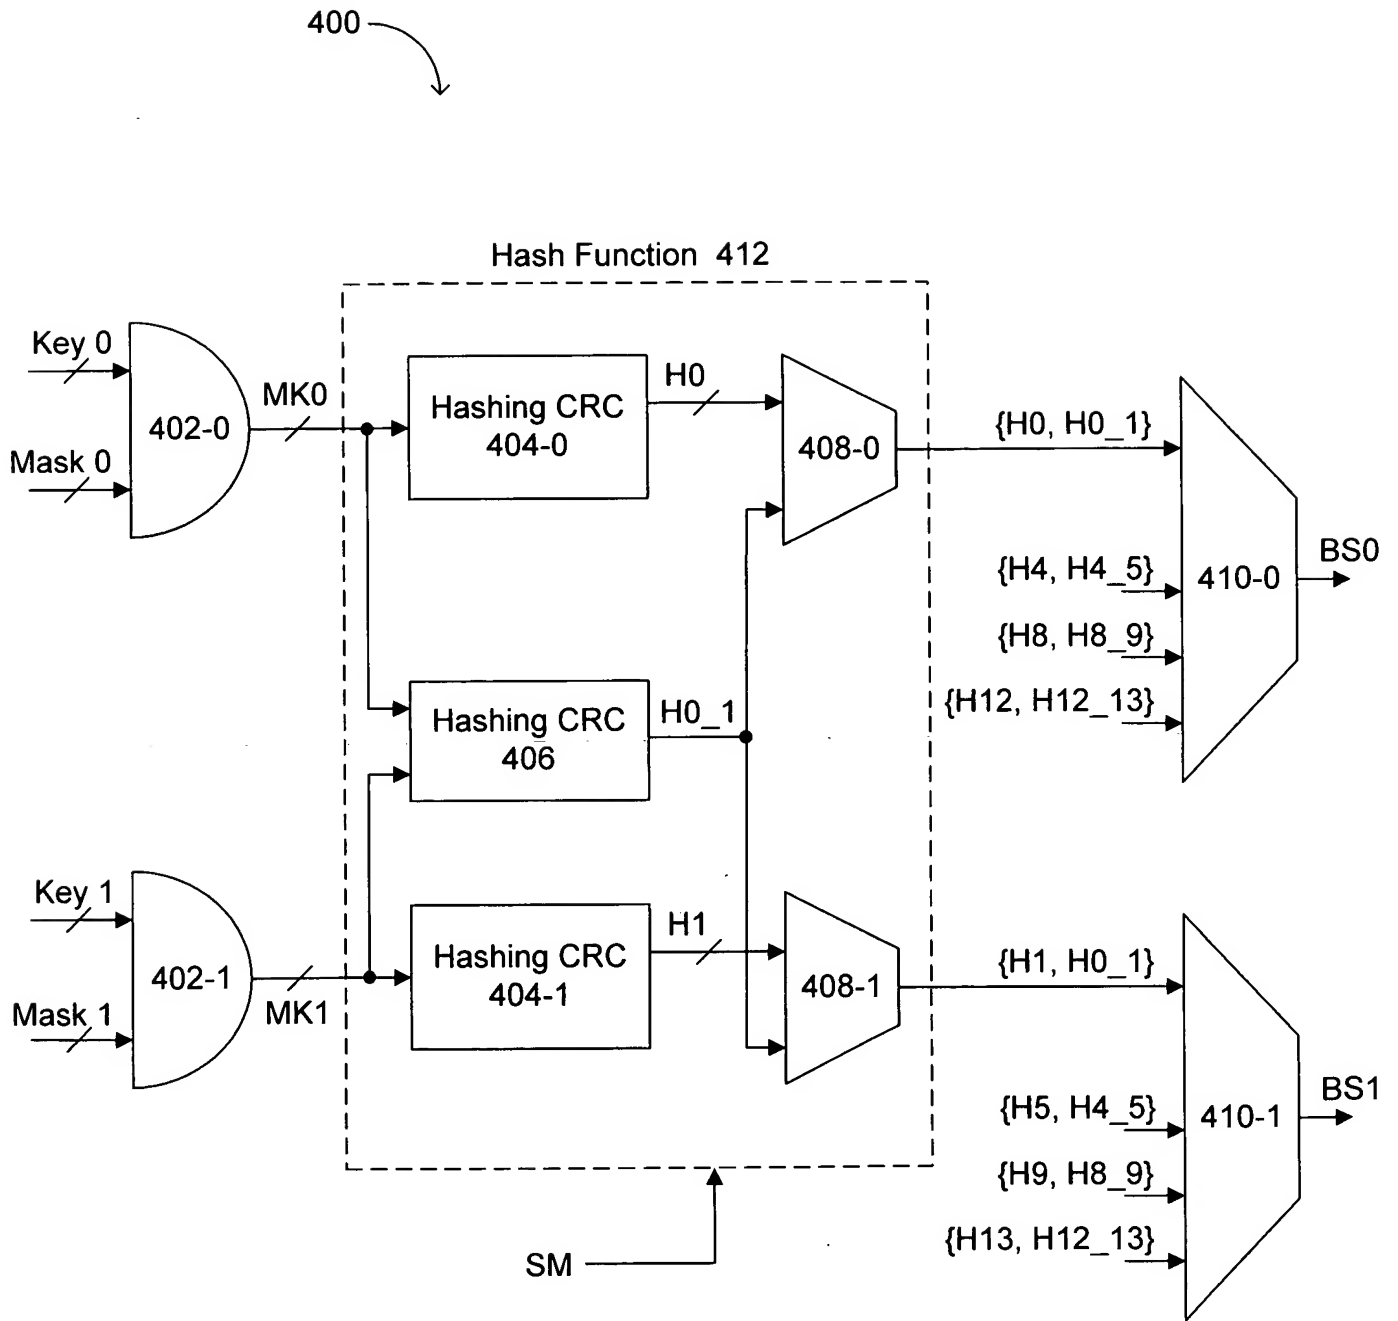 400
Hash Function 412
Key 0
Mask 0
402-0
MK0
Hashing CRC
404-0
H0
408-0
{H0, H0_1}
{H4, H4_5}
{H8, H8_9}
{H12, H12_13}
410-0
BS0
Hashing CRC
406
H0_1
Key 1
Mask 1
402-1
MK1
Hashing CRC
404-1
H1
408-1
{H1, H0_1}
{H5, H4_5}
{H9, H8_9}
{H13, H12_13}
410-1
BS1
SM